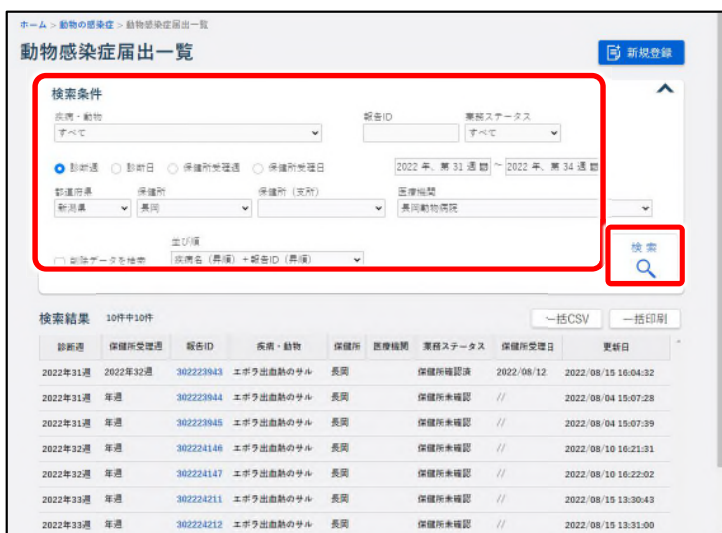 ホーム > 動物の感染症 > 動物感染症届出一覧
動物感染症届出一覧
新規登録
検索条件
疾病・動物 報告ID 業務ステータス
すべて すべて
診断週 診断日 保健所受理週 保健所受理日 2022 年、第 31 週 ~ 2022 年、第 34 週
都道府県 保健所 保健所（支所） 医療機関
新潟県 長岡 長岡動物病院
並び順
削除データを検索 疾病名（昇順）+報告ID（昇順）
検索
検索結果 10件中10件 一括CSV 一括印刷
診断週 保健所受理週 報告ID 疾病・動物 保健所 医療機関 業務ステータス 保健所受理日 更新日
2022年31週 2022年32週 302223943 エボラ出血熱のサル 長岡 保健所確認済 2022/08/12 2022/08/15 16:04:32
2022年31週 年週 302223944 エボラ出血熱のサル 長岡 保健所未確認 // 2022/08/04 15:07:28
2022年31週 年週 302223945 エボラ出血熱のサル 長岡 保健所未確認 // 2022/08/04 15:07:39
2022年32週 年週 302224146 エボラ出血熱のサル 長岡 保健所未確認 // 2022/08/10 16:21:31
2022年32週 年週 302224147 エボラ出血熱のサル 長岡 保健所未確認 // 2022/08/10 16:22:02
2022年33週 年週 302224211 エボラ出血熱のサル 長岡 保健所未確認 // 2022/08/15 13:30:43
2022年33週 年週 302224212 エボラ出血熱のサル 長岡 保健所未確認 // 2022/08/15 13:31:00